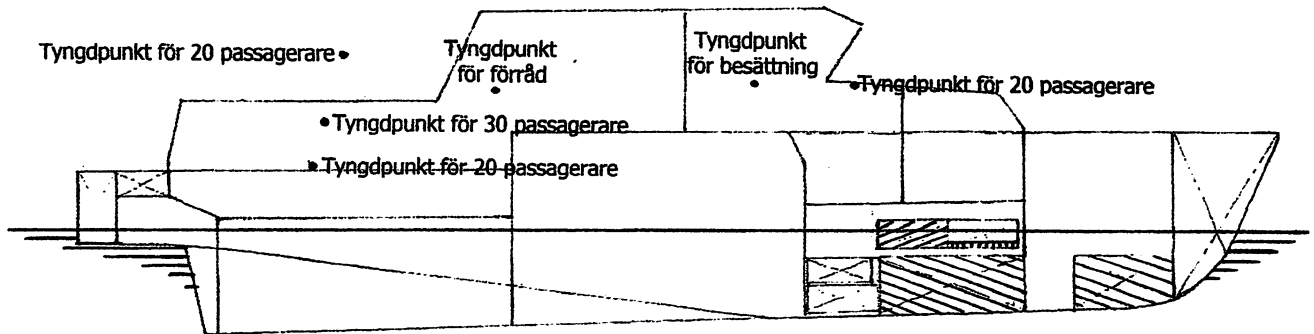 Tyngdpunkt för 20 passagerare
Tyngdpunkt
för förråd
Tyngdpunkt
för besättning
Tyngdpunkt för 20 passagerare
Tyngdpunkt för 30 passagerare
Tyngdpunkt för 20 passagerare